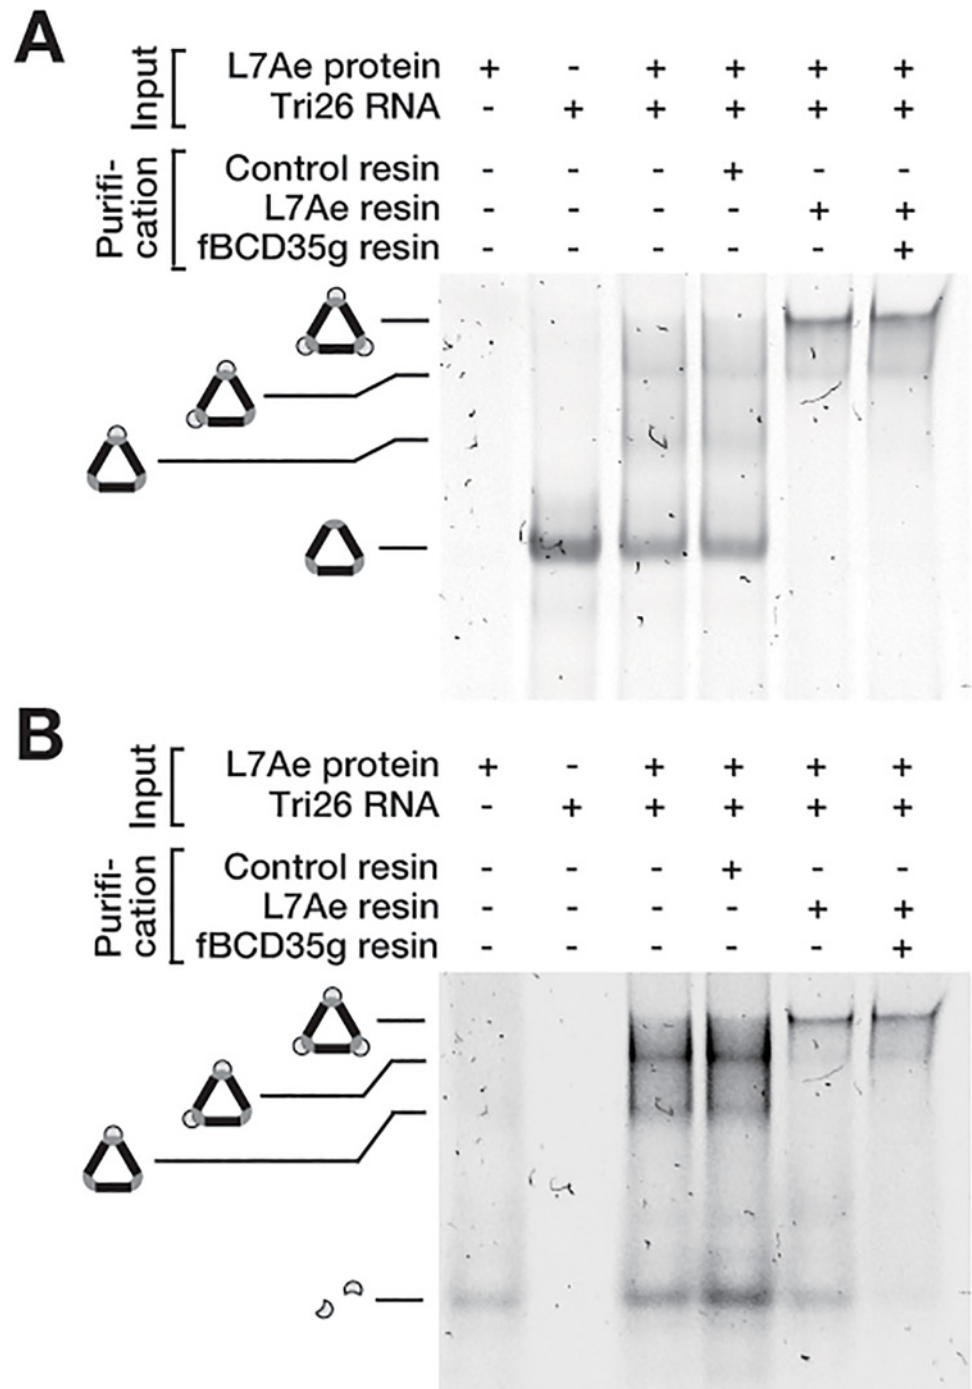 A
Input
L7Ae protein + - + + + +
Tri26 RNA - + + + + +
Purifi-
cation
Control resin - - - + - -
L7Ae resin - - - - + +
fBCD35g resin - - - - - +
B
Input
L7Ae protein + - + + + +
Tri26 RNA - + + + + +
Purifi-
cation
Control resin - - - + - -
L7Ae resin - - - - + +
fBCD35g resin - - - - - +